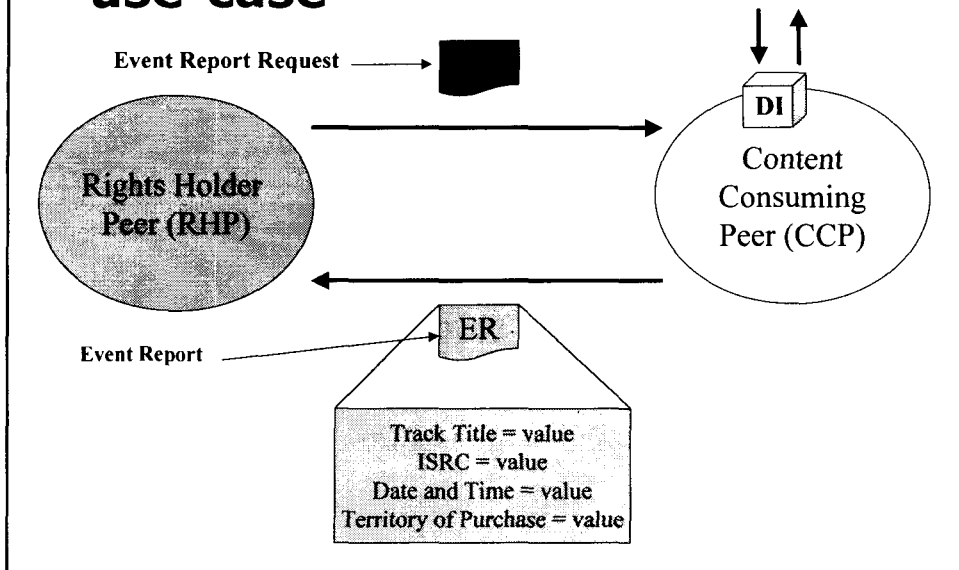 use case
Event Report Request
DI
Rights Holder
Peer (RHP)
Content
Consuming
Peer (CCP)
ER
Event Report
Track Title = value
ISRC = value
Date and Time = value
Territory of Purchase = value